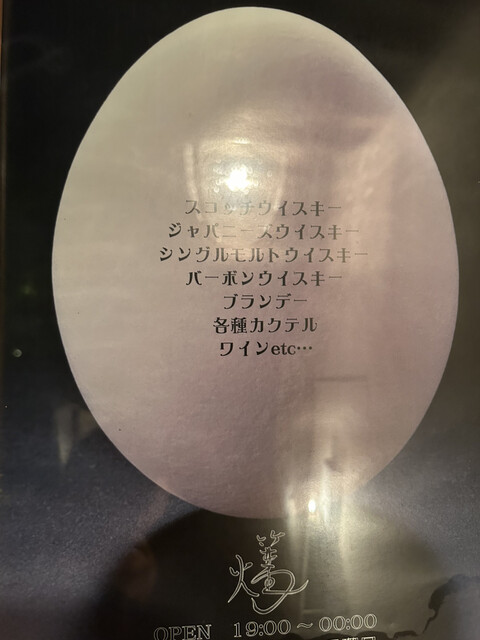 スコッチウイスキー
ジャパニーズウイスキー
シングルモルトウイスキー
バーボンウイスキー
ブランデー
各種カクテル
ワインetc…
OPEN 19:00 ~ 00:00